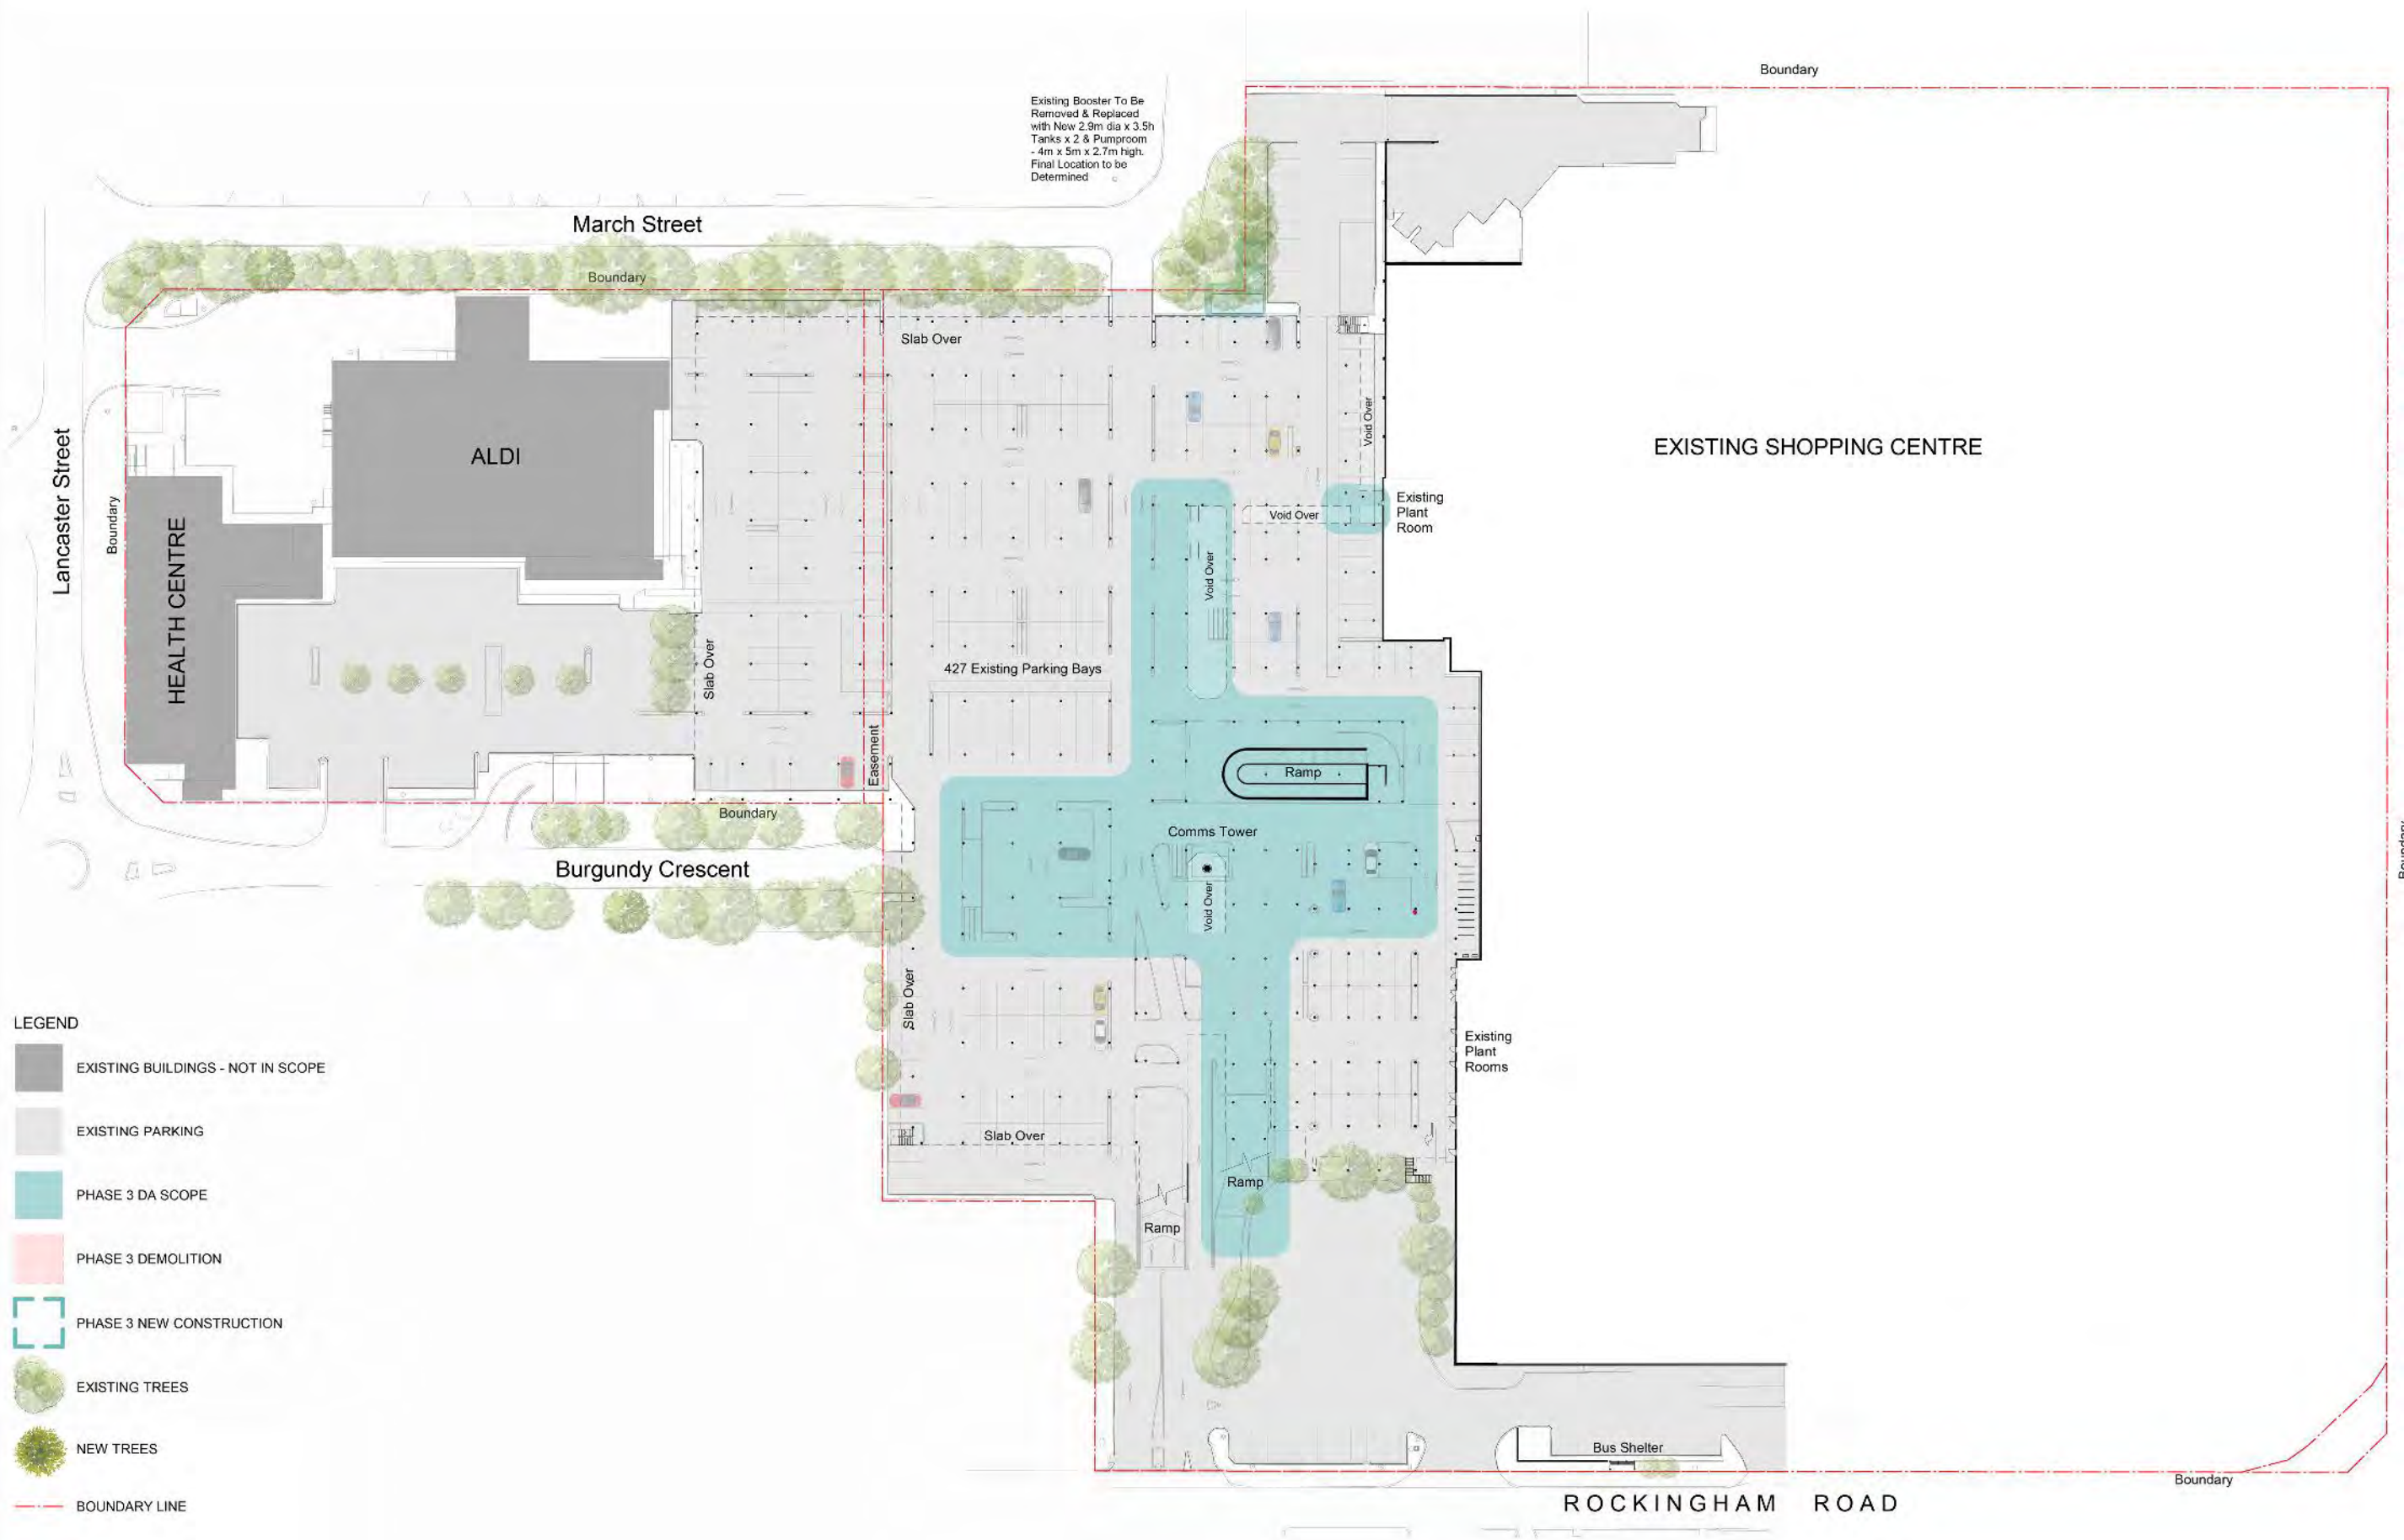 Boundary
Existing Booster To Be
Removed & Replaced
with New 2.9m dia x 3.5h
Tanks x 2 & Pumproom
- 4m x 5m x 2.7m high.
Final Location to be
Determined
March Street
Boundary
Slab Over
Void Over
Lancaster Street
Boundary
ALDI
EXISTING SHOPPING CENTRE
HEALTH CENTRE
Void Over
Existing
Plant
Room
Void Over
Slab Over
427 Existing Parking Bays
Easement
Ramp
Boundary
Comms Tower
Boundary
Burgundy Crescent
Void Over
Slab Over
Existing
Plant
Rooms
Slab Over
Ramp
Ramp
LEGEND
EXISTING BUILDINGS - NOT IN SCOPE
EXISTING PARKING
PHASE 3 DA SCOPE
PHASE 3 DEMOLITION
PHASE 3 NEW CONSTRUCTION
EXISTING TREES
NEW TREES
BOUNDARY LINE
Bus Shelter
Boundary
ROCKINGHAM ROAD